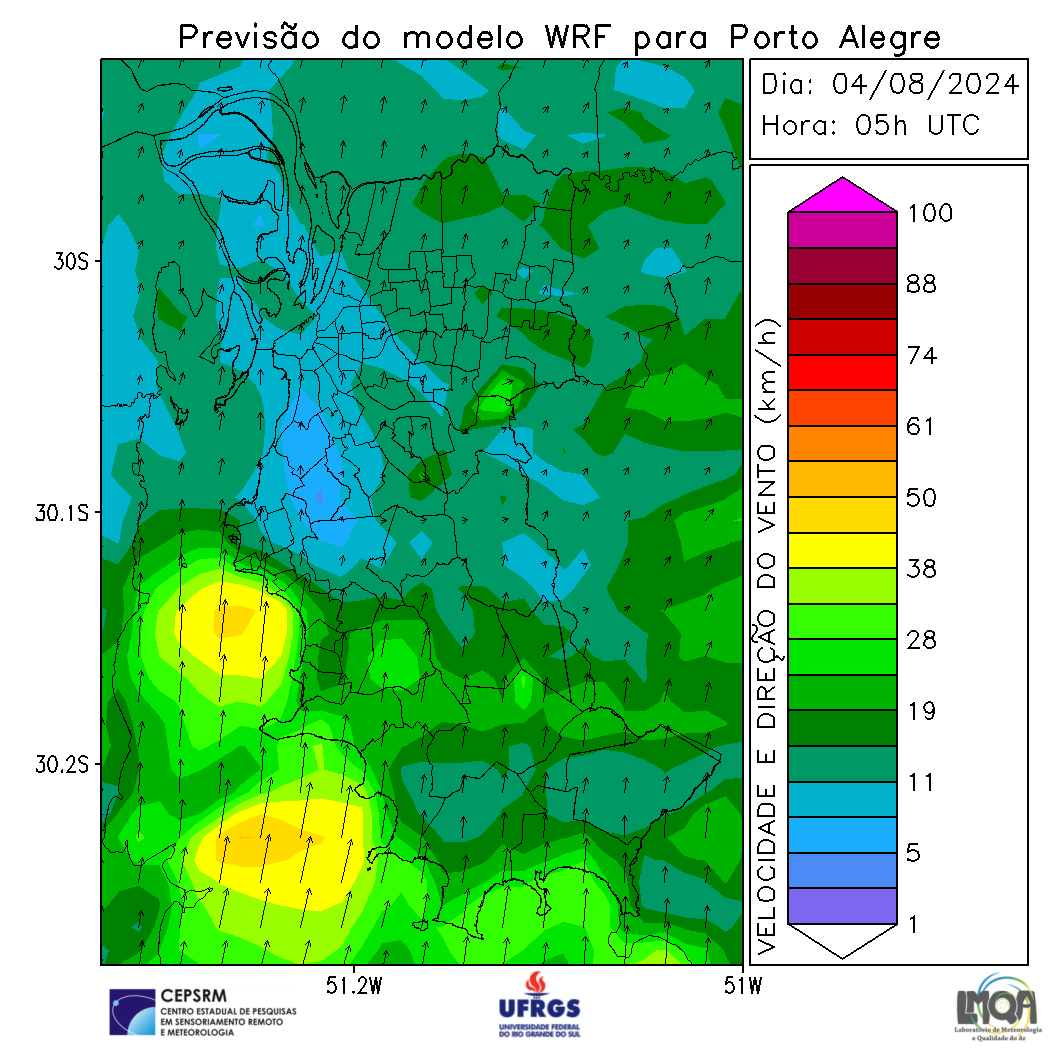 Previsão do modelo WRF para Porto Alegre
Dia: 04/08/2024
Hora: 05h UTC
30S
30.1S
30.2S
51.2W
51W
VELOCIDADE E DIREÇÃO DO VENTO (km/h)
100
88
74
61
50
38
28
19
11
5
1
CEPSRM
CENTRO ESTADUAL DE PESQUISAS
EM SENSORIAMENTO REMOTO
E METEOROLOGIA
UFRGS
UNIVERSIDADE FEDERAL
DO RIO GRANDE DO SUL
LMQA
Laboratório de Meteorologia
e Qualidade do Ar